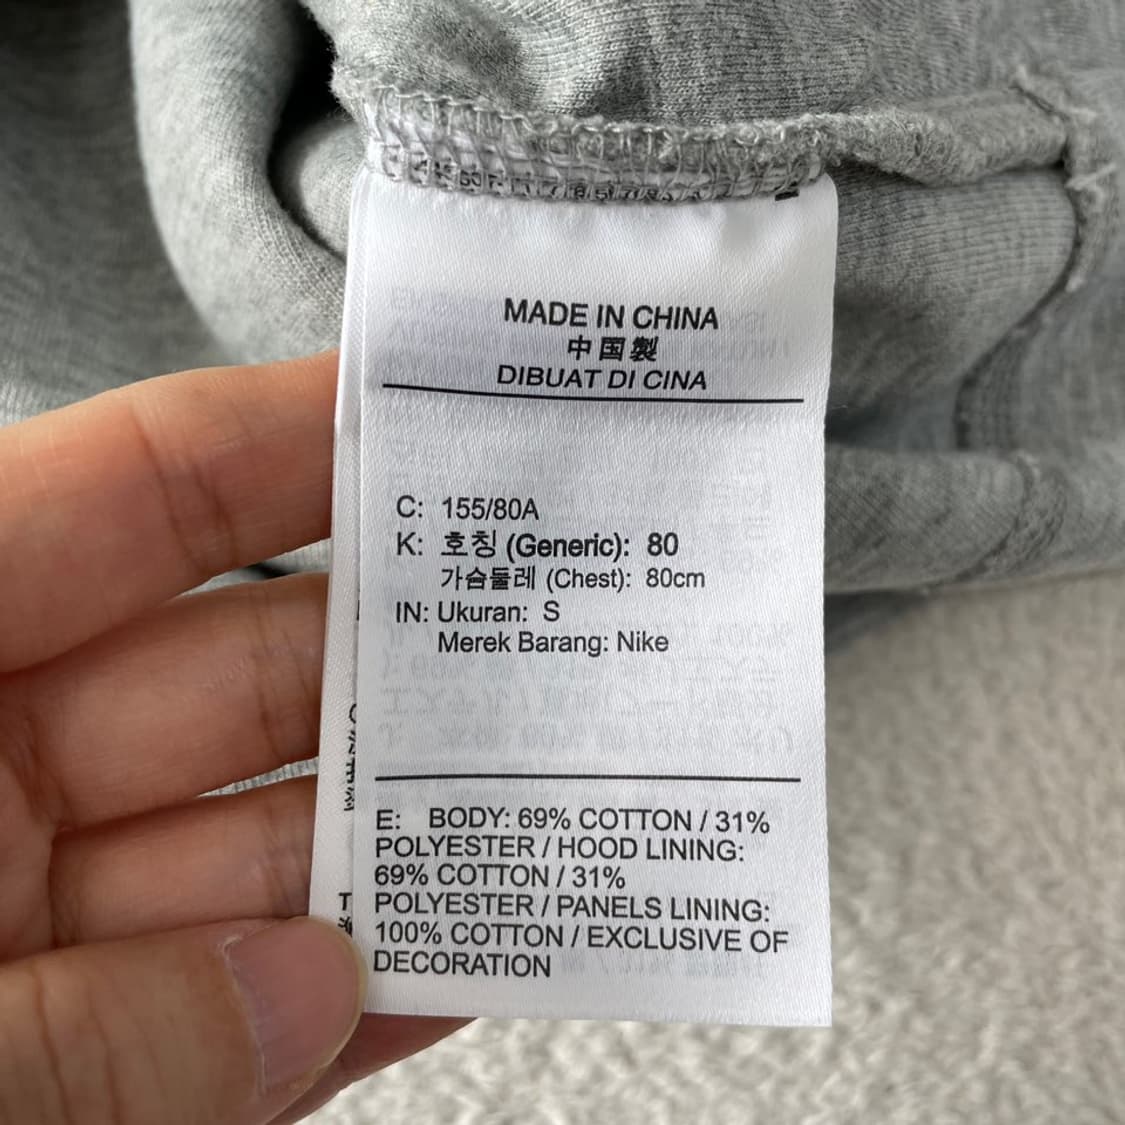 MADE IN CHINA
中国製
DIBUAT DI CINA
C: 155/80A
K: 호칭 (Generic): 80
가슴둘레 (Chest): 80cm
IN: Ukuran: S
Merek Barang: Nike
E: BODY: 69% COTTON / 31%
POLYESTER / HOOD LINING:
69% COTTON / 31%
POLYESTER / PANELS LINING:
100% COTTON / EXCLUSIVE OF
DECORATION